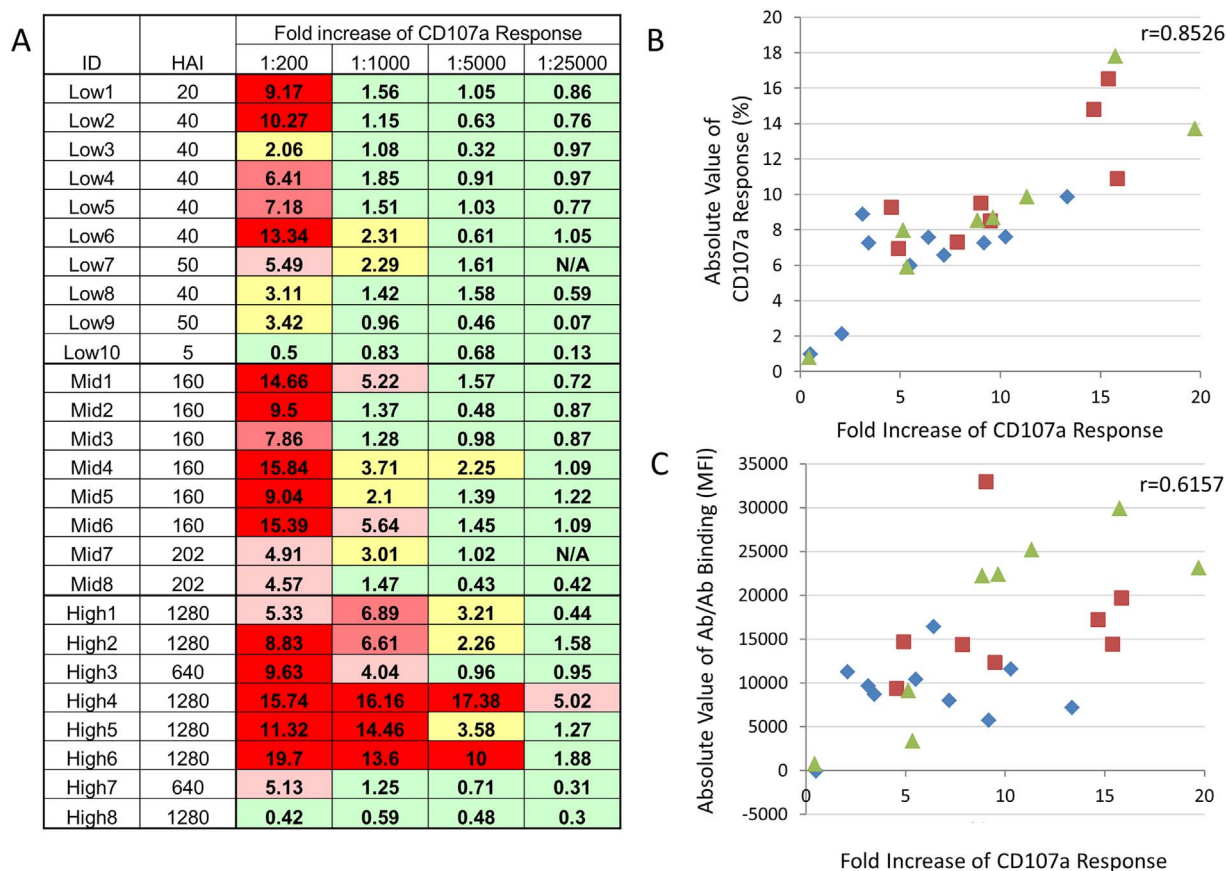 A
Fold increase of CD107a Response
ID HAI 1:200 1:1000 1:5000 1:25000
Low1 20 9.17 1.56 1.05 0.86
Low2 40 10.27 1.15 0.63 0.76
Low3 40 2.06 1.08 0.32 0.97
Low4 40 6.41 1.85 0.91 0.97
Low5 40 7.18 1.51 1.03 0.77
Low6 40 13.34 2.31 0.61 1.05
Low7 50 5.49 2.29 1.61 N/A
Low8 40 3.11 1.42 1.58 0.59
Low9 50 3.42 0.96 0.46 0.07
Low10 5 0.5 0.83 0.68 0.13
Mid1 160 14.66 5.22 1.57 0.72
Mid2 160 9.5 1.37 0.48 0.87
Mid3 160 7.86 1.28 0.98 0.87
Mid4 160 15.84 3.71 2.25 1.09
Mid5 160 9.04 2.1 1.39 1.22
Mid6 160 15.39 5.64 1.45 1.09
Mid7 202 4.91 3.01 1.02 N/A
Mid8 202 4.57 1.47 0.43 0.42
High1 1280 5.33 6.89 3.21 0.44
High2 1280 8.83 6.61 2.26 1.58
High3 640 9.63 4.04 0.96 0.95
High4 1280 15.74 16.16 17.38 5.02
High5 1280 11.32 14.46 3.58 1.27
High6 1280 19.7 13.6 10 1.88
High7 640 5.13 1.25 0.71 0.31
High8 1280 0.42 0.59 0.48 0.3
B
r=0.8526
Absolute Value of
CD107a Response (%)
20
18
16
14
12
10
8
6
4
2
0
0 5 10 15 20
Fold Increase of CD107a Response
C
r=0.6157
Absolute Value of Ab/Ab Binding (MFI)
35000
30000
25000
20000
15000
10000
5000
0
-5000
0 5 10 15 20
Fold Increase of CD107a Response